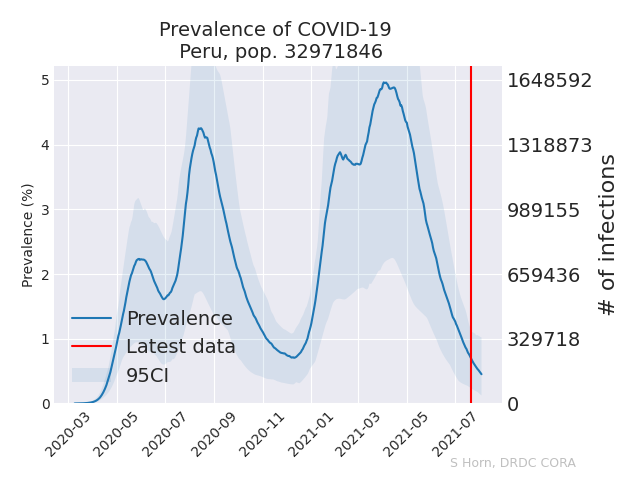 Prevalence of COVID-19
Peru, pop. 32971846
Prevalence (%)
5
4
3
2
1
0
1648592
1318873
989155
659436
329718
0
# of infections
Prevalence
Latest data
95CI
2020-03
2020-05
2020-07
2020-09
2020-11
2021-01
2021-03
2021-05
2021-07
S Horn, DRDC CORA